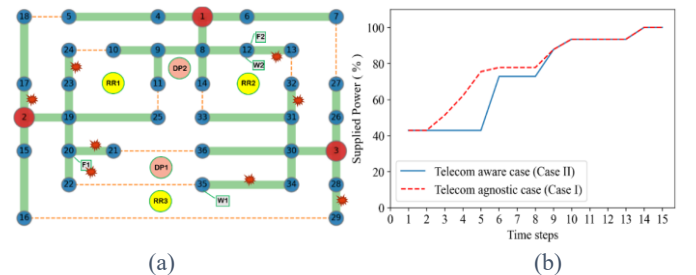 (a)
18 5 4 1 6 7
F2
24 10 9 8 12 13
DP2 W2
17 23 RR1 11 14 RR2 32 27
2 19 25 33 31 26
15 20 21 36 30 3
F1 DP1
22 35 34 28
RR3 W1
16 29
(a)
100
80
60
40
20
0
Supplied Power ( % )
Telecom aware case (Case II)
Telecom agnostic case (Case I)
0 1 2 3 4 5 6 7 8 9 10 11 12 13 14 15
Time steps
(b)
(b)